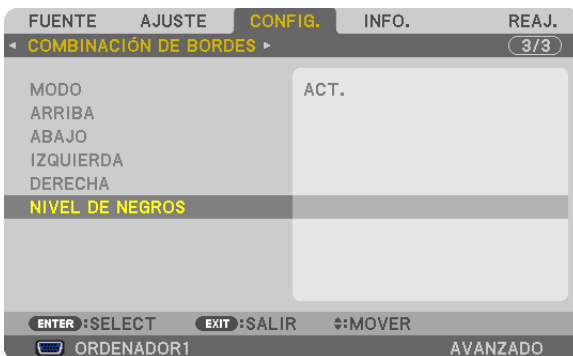 FUENTE AJUSTE CONFIG. INFO. REAJ.
COMBINACIÓN DE BORDES 3/3
MODO ACT.
ARRIBA
ABAJO
IZQUIERDA
DERECHA
NIVEL DE NEGROS
ENTER :SELECT EXIT :SALIR :MOVER
ORDENADOR1 AVANZADO